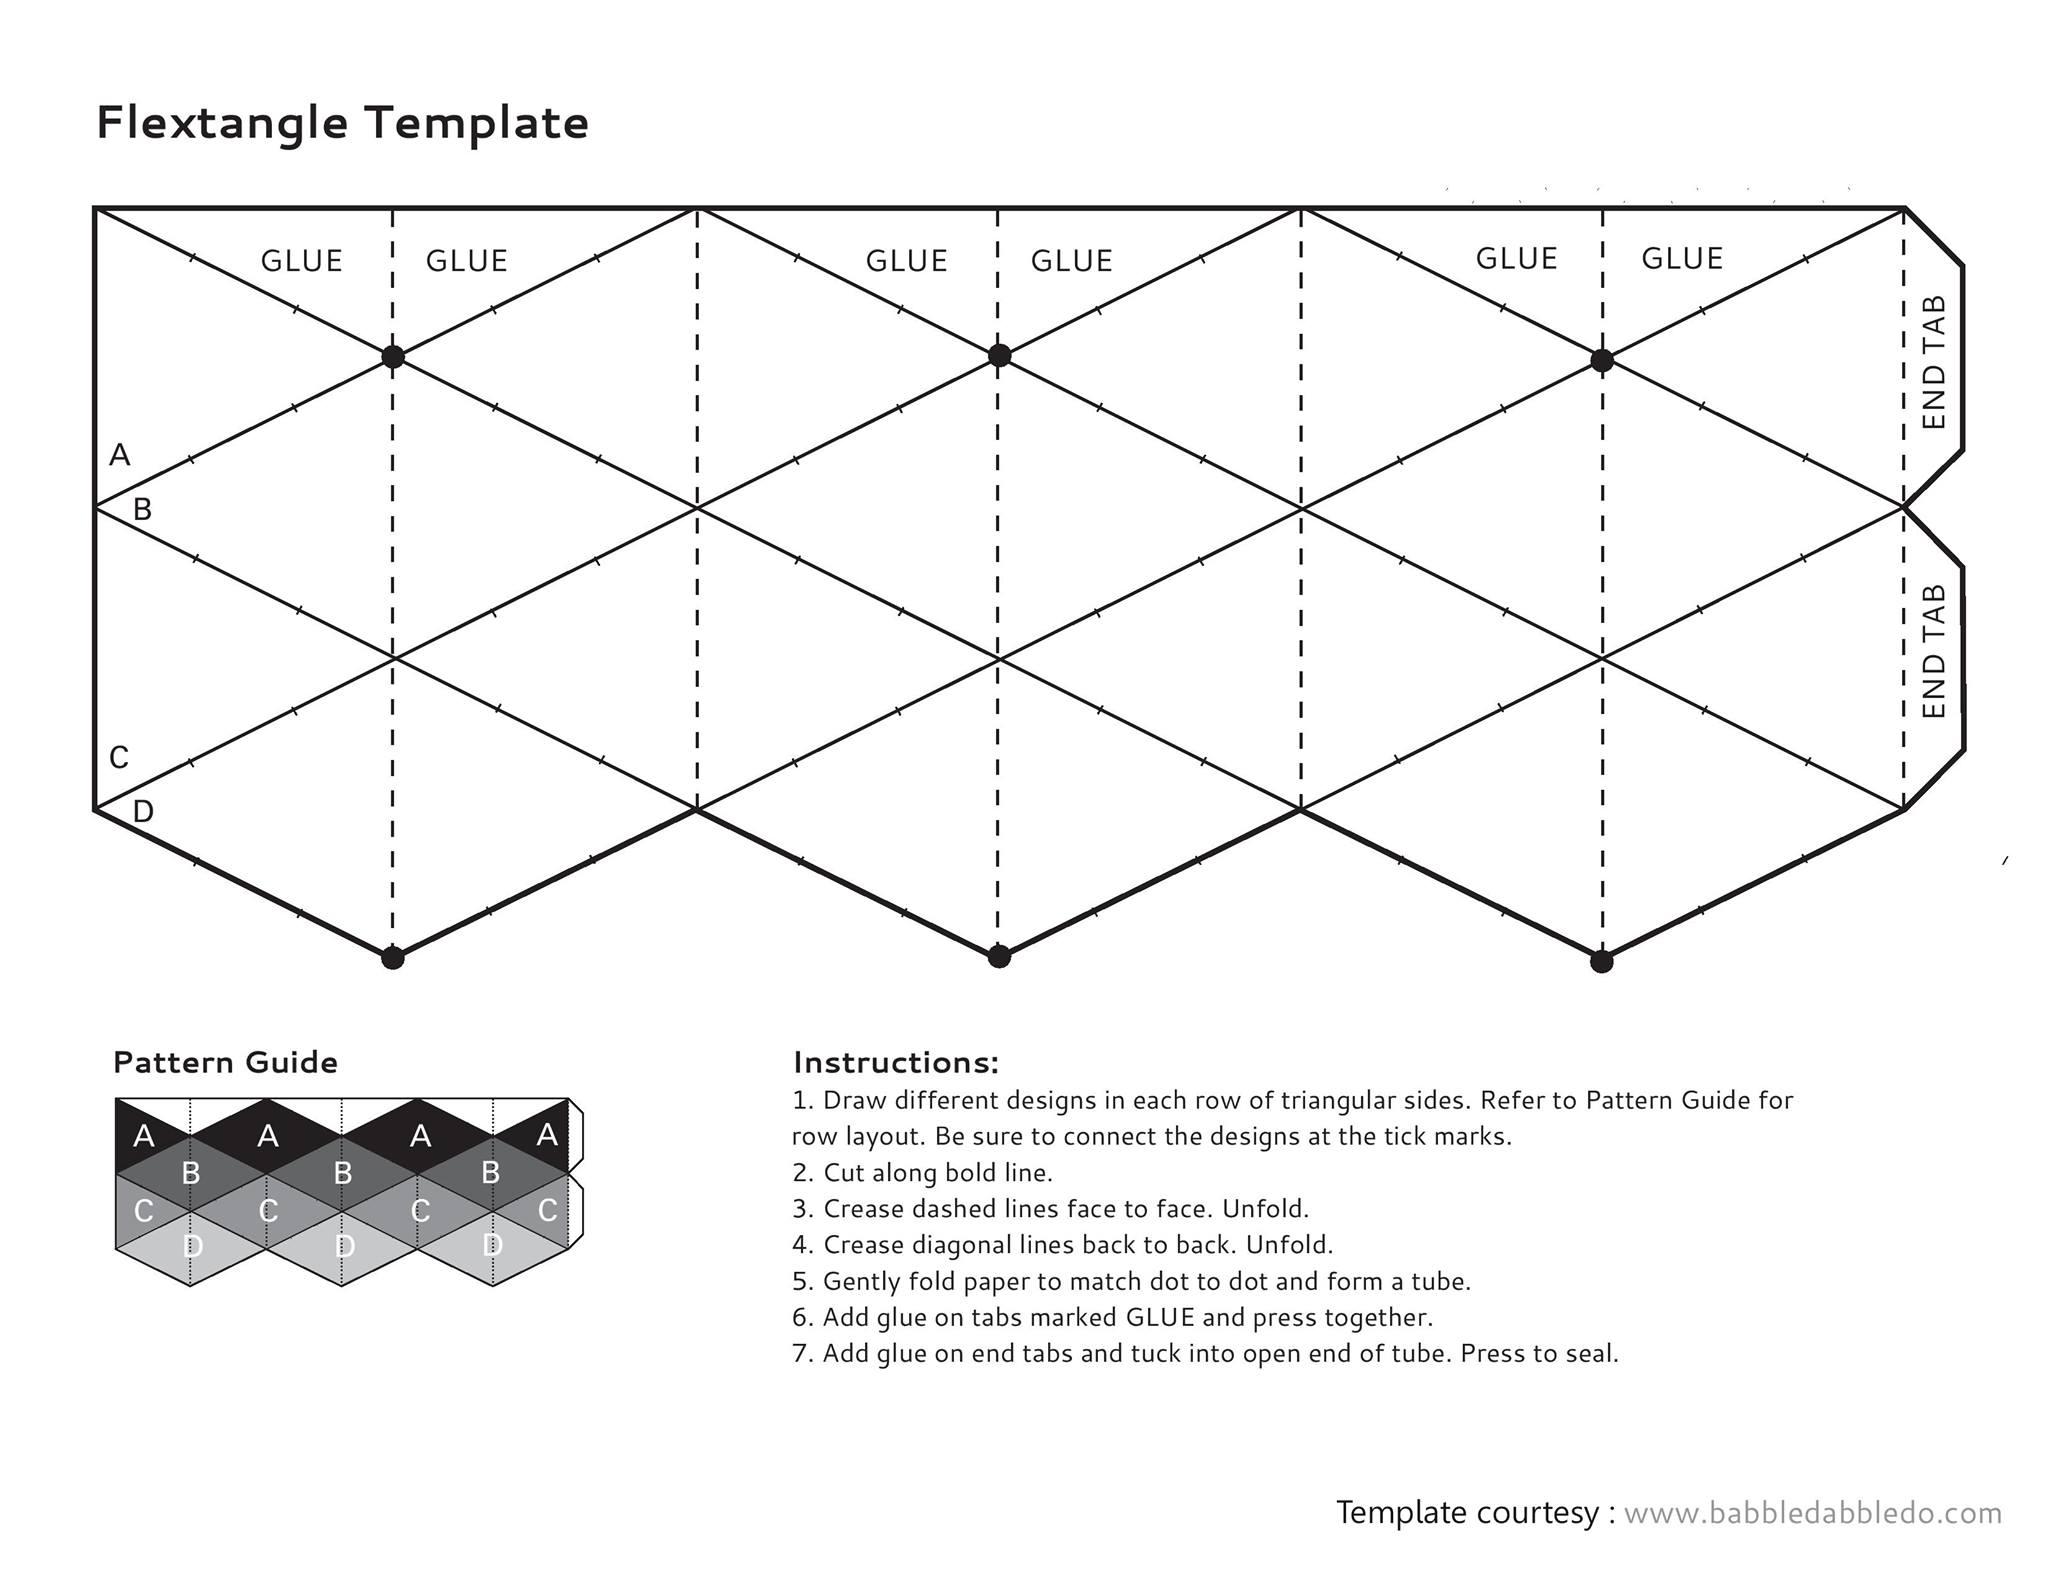 Flextangle Template
GLUE GLUE GLUE GLUE GLUE GLUE
END TAB
A
B
END TAB
C
D
Pattern Guide
A A A A
B B B
C C C C
D D D
Instructions:
1. Draw different designs in each row of triangular sides. Refer to Pattern Guide for
row layout. Be sure to connect the designs at the tick marks.
2. Cut along bold line.
3. Crease dashed lines face to face. Unfold.
4. Crease diagonal lines back to back. Unfold.
5. Gently fold paper to match dot to dot and form a tube.
6. Add glue on tabs marked GLUE and press together.
7. Add glue on end tabs and tuck into open end of tube. Press to seal.
Template courtesy : www.babbledabbledo.com